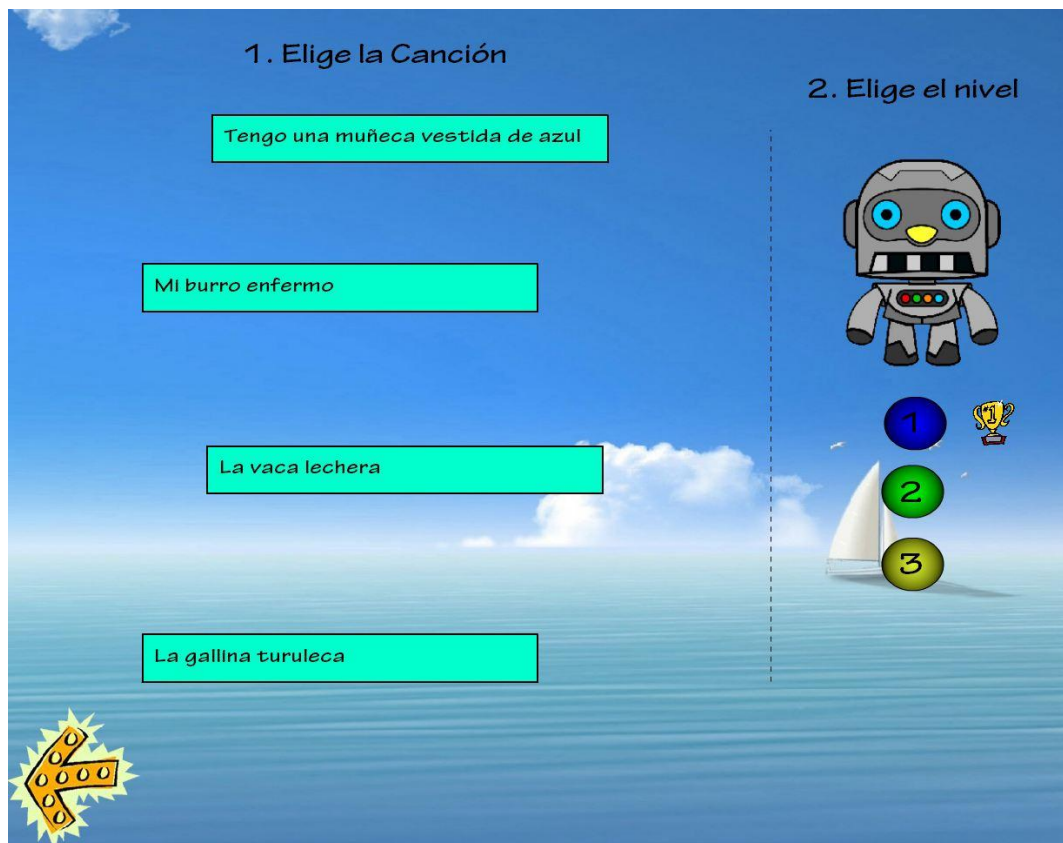 1. Elige la Canción
2. Elige el nivel
Tengo una muñeca vestida de azul
Mi burro enfermo
La vaca lechera
La gallina turuleca
1
#1
2
3